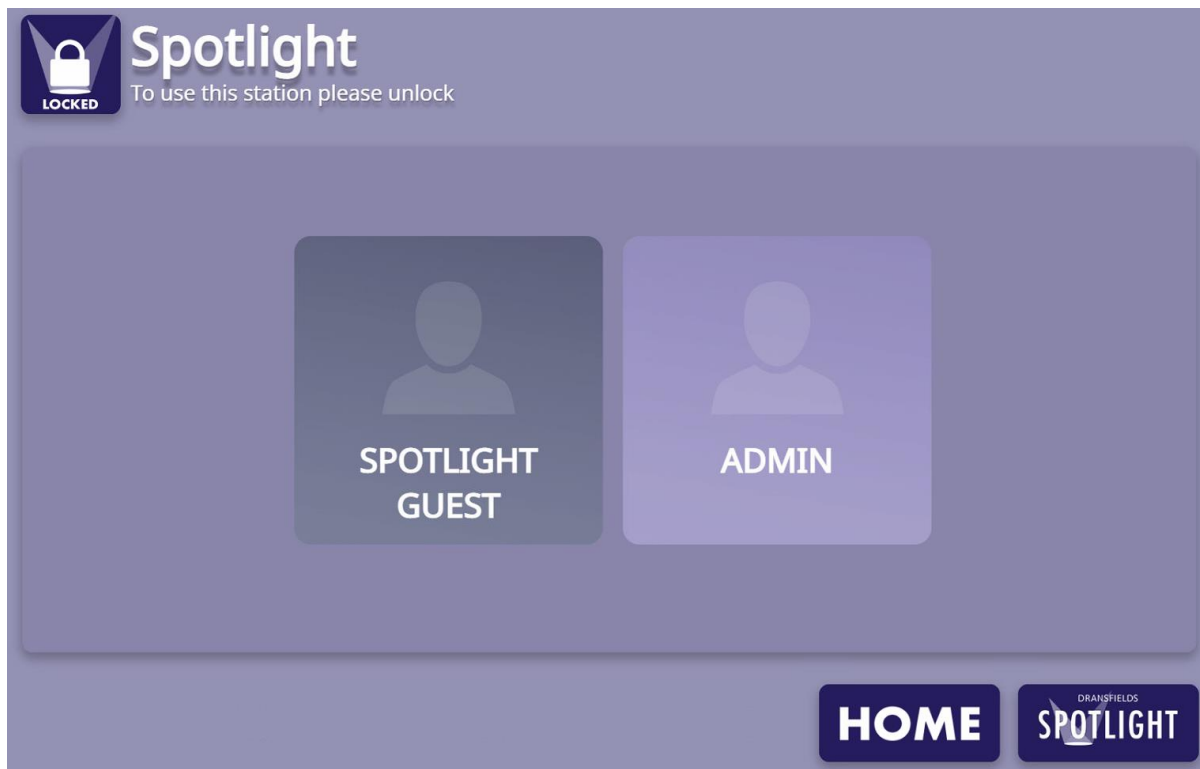 Spotlight
To use this station please unlock
LOCKED
SPOTLIGHT
GUEST
ADMIN
HOME
DRANSFIELDS
SPOTLIGHT